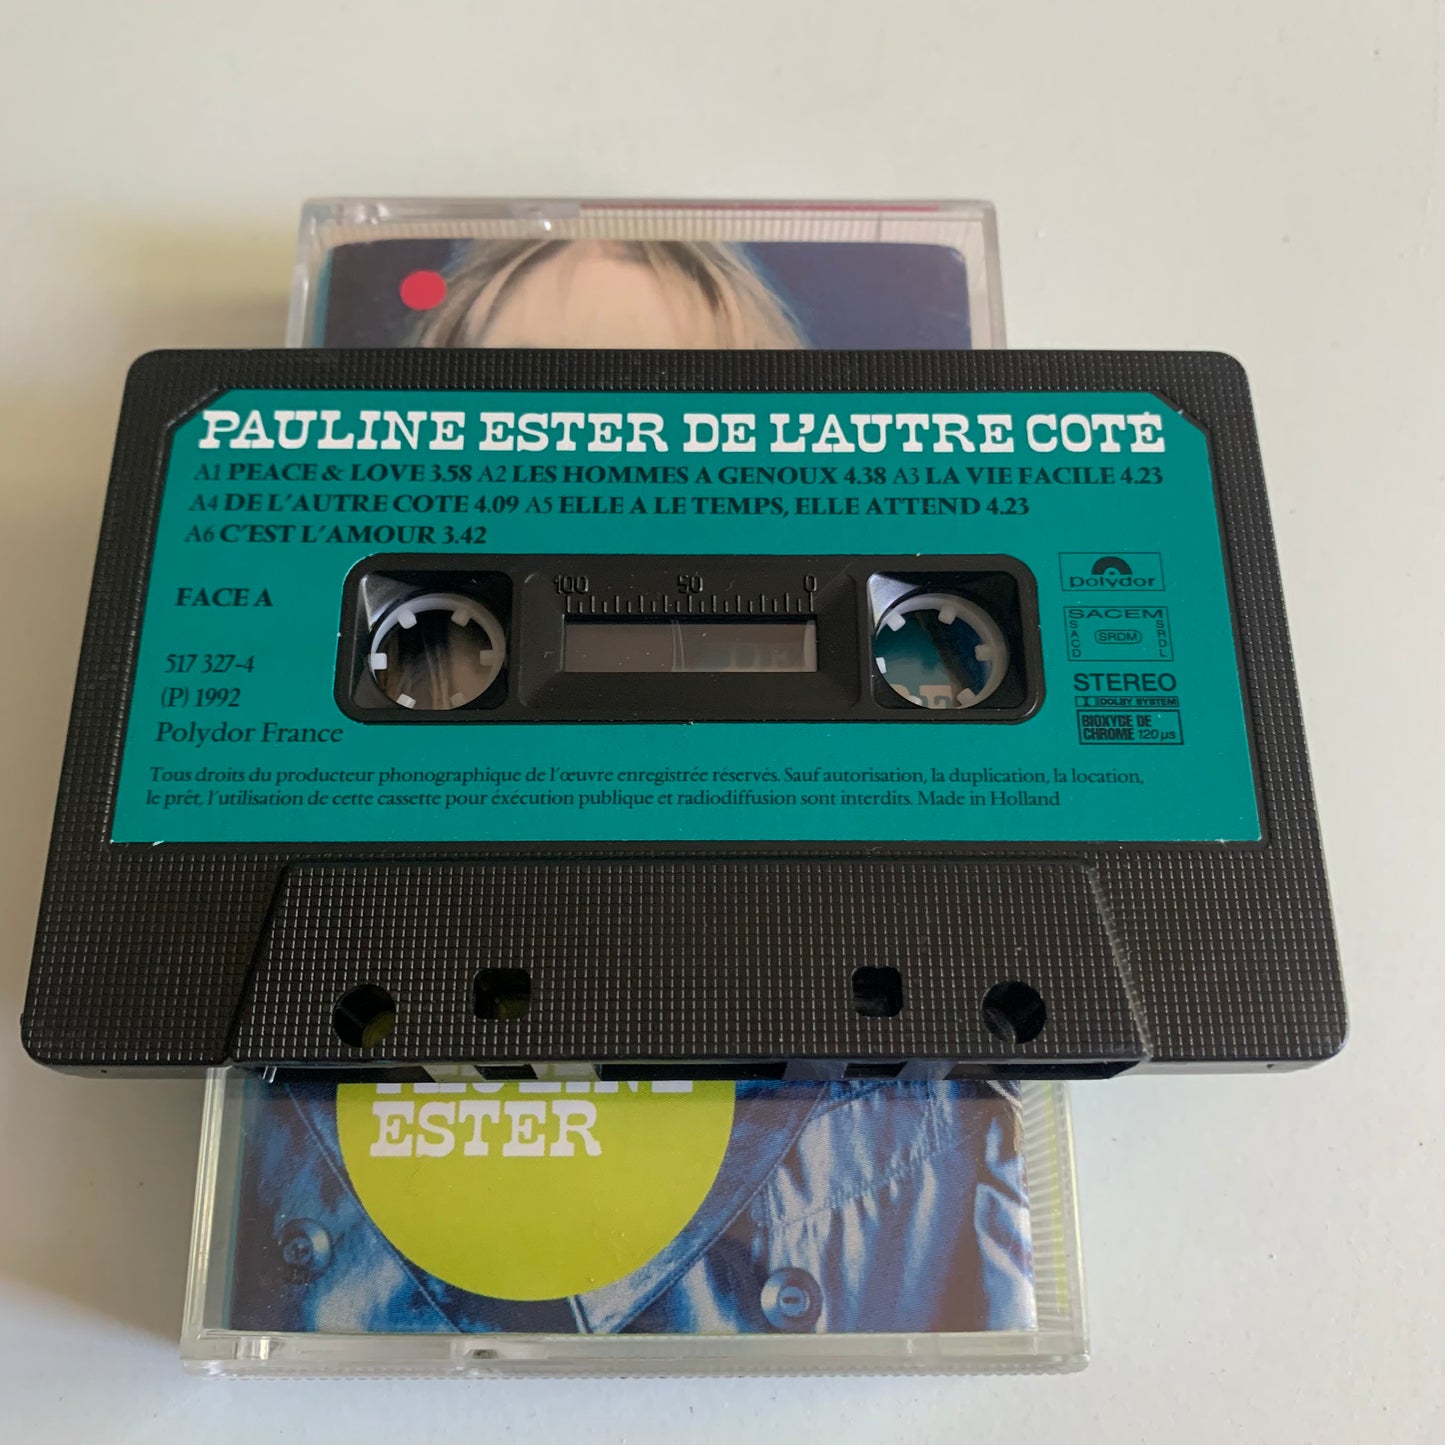 PAULINE ESTER DE L'AUTRE COTÉ
A1 PEACE & LOVE 3.58 A2 LES HOMMES A GENOUX 4.38 A3 LA VIE FACILE 4.23
A4 DE L'AUTRE COTE 4.09 A5 ELLE A LE TEMPS, ELLE ATTEND 4.23
A6 C'EST L'AMOUR 3.42
FACE A
100 50 0
polydor
SACEM
SACD
SRDM
SRDL
517 327-4
(P) 1992
Polydor France
STEREO
DOLBY SYSTEM
BIOXYDE DE
CHROME 120 µs
Tous droits du producteur phonographique de l'œuvre enregistrée réservés. Sauf autorisation, la duplication, la location,
le prêt, l'utilisation de cette cassette pour éxécution publique et radiodiffusion sont interdits. Made in Holland
PAULINE
ESTER